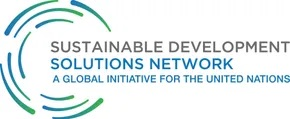 SUSTAINABLE DEVELOPMENT
SOLUTIONS NETWORK
A GLOBAL INITIATIVE FOR THE UNITED NATIONS